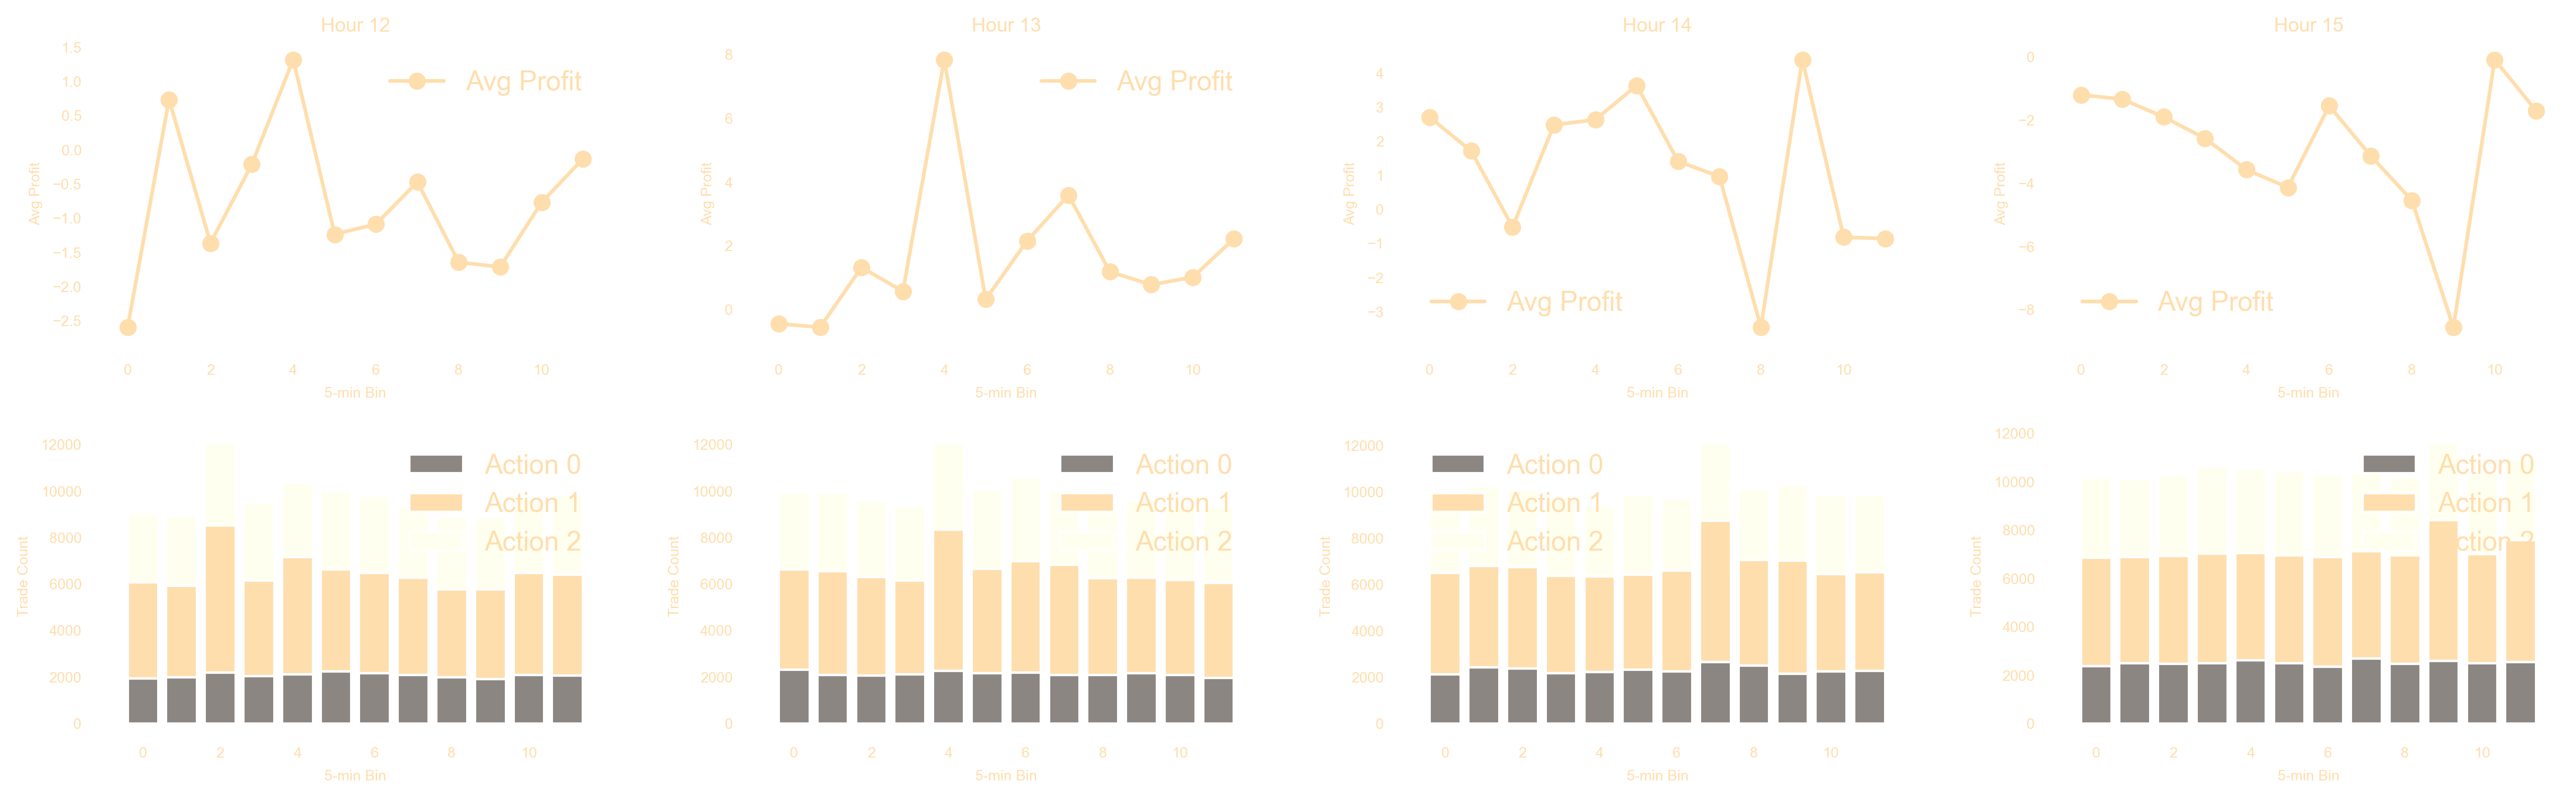 Hour 12
1.5
1.0
0.5
0.0
−0.5
−1.0
−1.5
−2.0
−2.5
Avg Profit
Avg Profit
0 2 4 6 8 10
5-min Bin
Hour 13
8
6
4
2
0
Avg Profit
Avg Profit
0 2 4 6 8 10
5-min Bin
Hour 14
4
3
2
1
0
−1
−2
−3
Avg Profit
Avg Profit
0 2 4 6 8 10
5-min Bin
Hour 15
0
−2
−4
−6
−8
Avg Profit
Avg Profit
0 2 4 6 8 10
5-min Bin
12000
10000
8000
6000
4000
2000
0
Trade Count
Action 0
Action 1
Action 2
0 2 4 6 8 10
5-min Bin
12000
10000
8000
6000
4000
2000
0
Trade Count
Action 0
Action 1
Action 2
0 2 4 6 8 10
5-min Bin
12000
10000
8000
6000
4000
2000
0
Trade Count
Action 0
Action 1
Action 2
0 2 4 6 8 10
5-min Bin
12000
10000
8000
6000
4000
2000
0
Trade Count
Action 0
Action 1
Action 2
0 2 4 6 8 10
5-min Bin